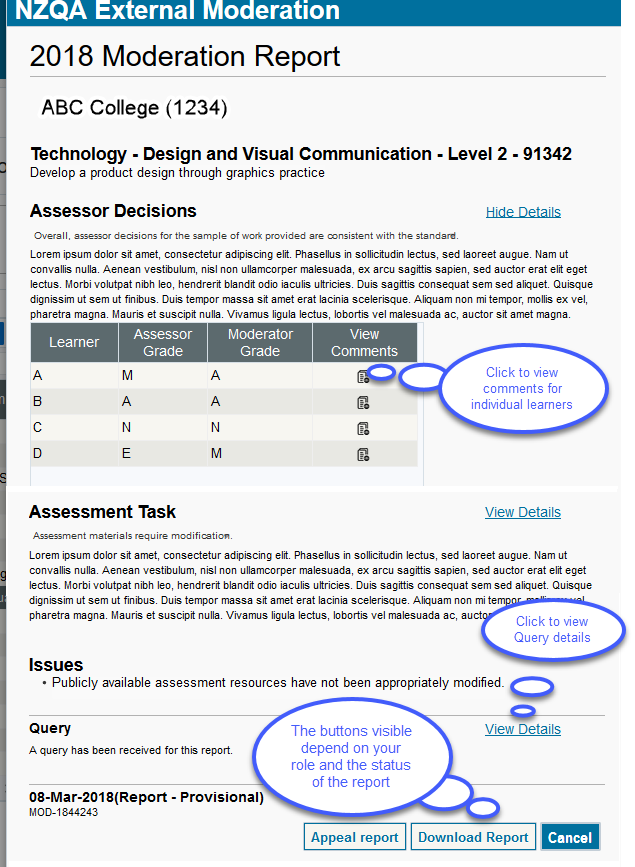 NZQA External Moderation
2018 Moderation Report
ABC College (1234)
Technology - Design and Visual Communication - Level 2 - 91342
Develop a product design through graphics practice
Assessor Decisions
Hide Details
Overall, assessor decisions for the sample of work provided are consistent with the standard.
Lorem ipsum dolor sit amet, consectetur adipiscing elit. Phasellus in sollicitudin lectus, sed laoreet augue. Nam ut
convallis nulla. Aenean vestibulum, nisl non ullamcorper malesuada, ex arcu sagittis sapien, sed auctor erat elit eget
lectus. Morbi volutpat nibh leo, hendrerit blandit odio iaculis ultricies. Duis sagittis consequat sem sed aliquet. Quisque
dignissim ut sem ut finibus. Duis tempor massa sit amet erat lacinia scelerisque. Aliquam non mi tempor, mollis ex vel,
pharetra magna. Mauris et suscipit nulla. Vivamus ligula lectus, lobortis vel malesuada ac, auctor sit amet magna.
Learner Assessor Grade Moderator Grade View Comments
A M A
B A A
C N N
D E M
Click to view
comments for
individual learners
Assessment Task
View Details
Assessment materials require modification.
Lorem ipsum dolor sit amet, consectetur adipiscing elit. Phasellus in sollicitudin lectus, sed laoreet augue. Nam ut
convallis nulla. Aenean vestibulum, nisl non ullamcorper malesuada, ex arcu sagittis sapien, sed auctor erat elit eget
lectus. Morbi volutpat nibh leo, hendrerit blandit odio iaculis ultricies. Duis sagittis consequat sem sed aliquet. Quisque
dignissim ut sem ut finibus. Duis tempor massa sit amet erat lacinia scelerisque. Aliquam non mi tempor,
pharetra magna. Mauris et suscipit nulla. Vivamus ligula lectus, lobortis vel malesuada ac,
Click to view
Query details
Issues
• Publicly available assessment resources have not been appropriately modified.
Query
View Details
A query has been received for this report.
The buttons visible
depend on your
role and the status
of the report
08-Mar-2018(Report - Provisional)
MOD-1844243
Appeal report Download Report Cancel